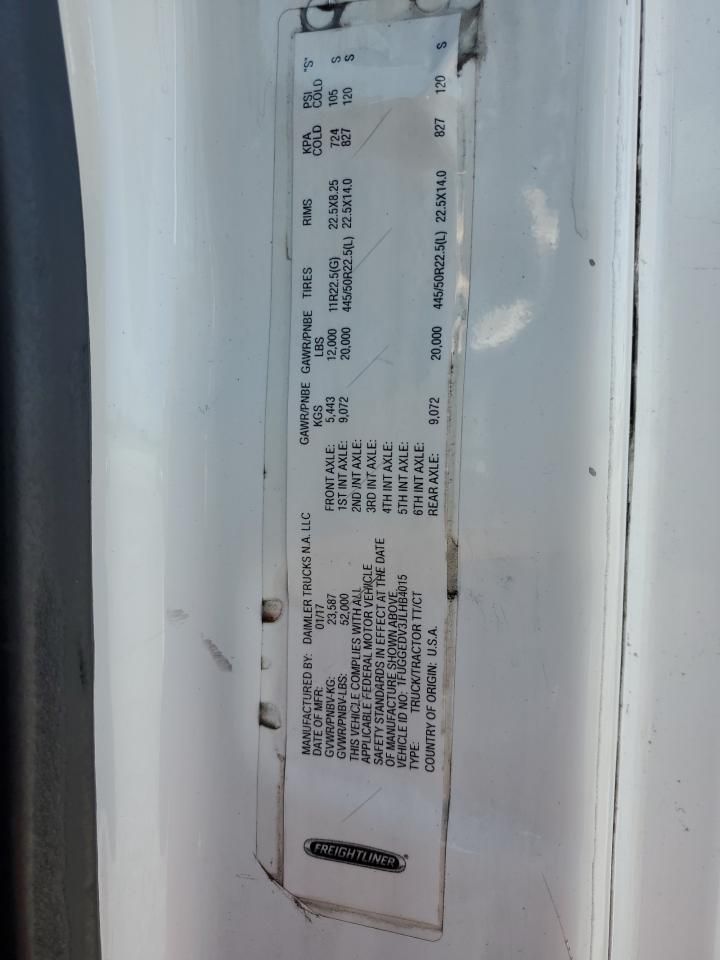 FREIGHTLINER
MANUFACTURED BY: DAIMLER TRUCKS N.A. LLC
DATE OF MFR: 01/17
GVWR/PNBV-KG: 23,587
GVWR/PNBV-LBS: 52,000
THIS VEHICLE COMPLIES WITH ALL
APPLICABLE FEDERAL MOTOR VEHICLE
SAFETY STANDARDS IN EFFECT AT THE DATE
OF MANUFACTURE SHOWN ABOVE.
VEHICLE ID NO: 1FUGGEDV3JLHB4015
TYPE: TRUCK/TRACTOR TT/CT
COUNTRY OF ORIGIN: U.S.A.
GAWR/PNBE GAWR/PNBE TIRES RIMS KPA PSI "S"
KGS LBS COLD COLD
FRONT AXLE: 5,443 12,000 11R22.5(G) 22.5X8.25 724 105 S
1ST INT AXLE: 9,072 20,000 445/50R22.5(L) 22.5X14.0 827 120 S
2ND INT AXLE:
3RD INT AXLE:
4TH INT AXLE:
5TH INT AXLE:
6TH INT AXLE:
REAR AXLE: 9,072 20,000 445/50R22.5(L) 22.5X14.0 827 120 S